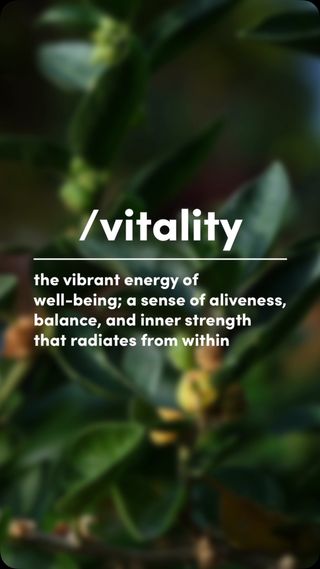 /vitality
the vibrant energy of
well-being; a sense of aliveness,
balance, and inner strength
that radiates from within